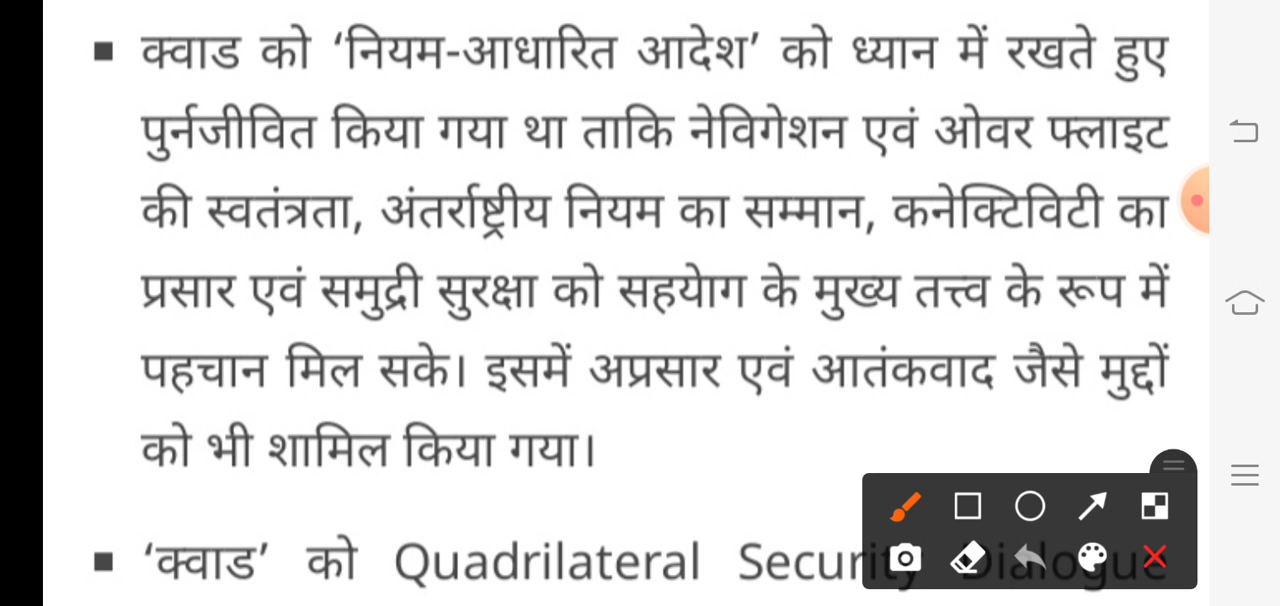 ▪ क्वाड को ‘नियम-आधारित आदेश’ को ध्यान में रखते हुए
पुर्नजीवित किया गया था ताकि नेविगेशन एवं ओवर फ्लाइट
की स्वतंत्रता, अंतर्राष्ट्रीय नियम का सम्मान, कनेक्टिविटी का
प्रसार एवं समुद्री सुरक्षा को सहयोग के मुख्य तत्त्व के रूप में
पहचान मिल सके। इसमें अप्रसार एवं आतंकवाद जैसे मुद्दों
को भी शामिल किया गया।
▪ ‘क्वाड’ को Quadrilateral Security Dialogue